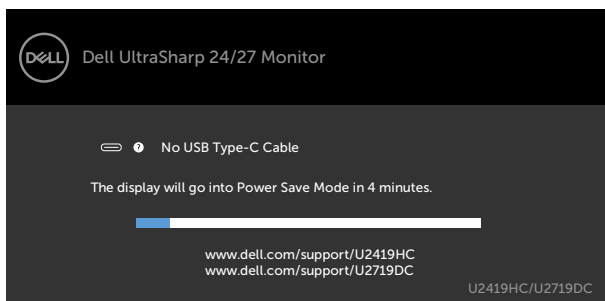 DELL Dell UltraSharp 24/27 Monitor
? No USB Type-C Cable
The display will go into Power Save Mode in 4 minutes.
www.dell.com/support/U2419HC
www.dell.com/support/U2719DC
U2419HC/U2719DC